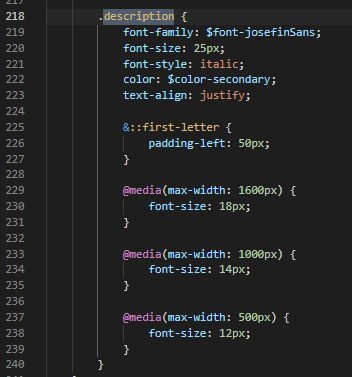 218 .description {
219 font-family: $font-josefinSans;
220 font-size: 25px;
221 font-style: italic;
222 color: $color-secondary;
223 text-align: justify;
224
225 &::first-letter {
226 padding-left: 50px;
227 }
228
229 @media(max-width: 1600px) {
230 font-size: 18px;
231 }
232
233 @media(max-width: 1000px) {
234 font-size: 14px;
235 }
236
237 @media(max-width: 500px) {
238 font-size: 12px;
239 }
240 }